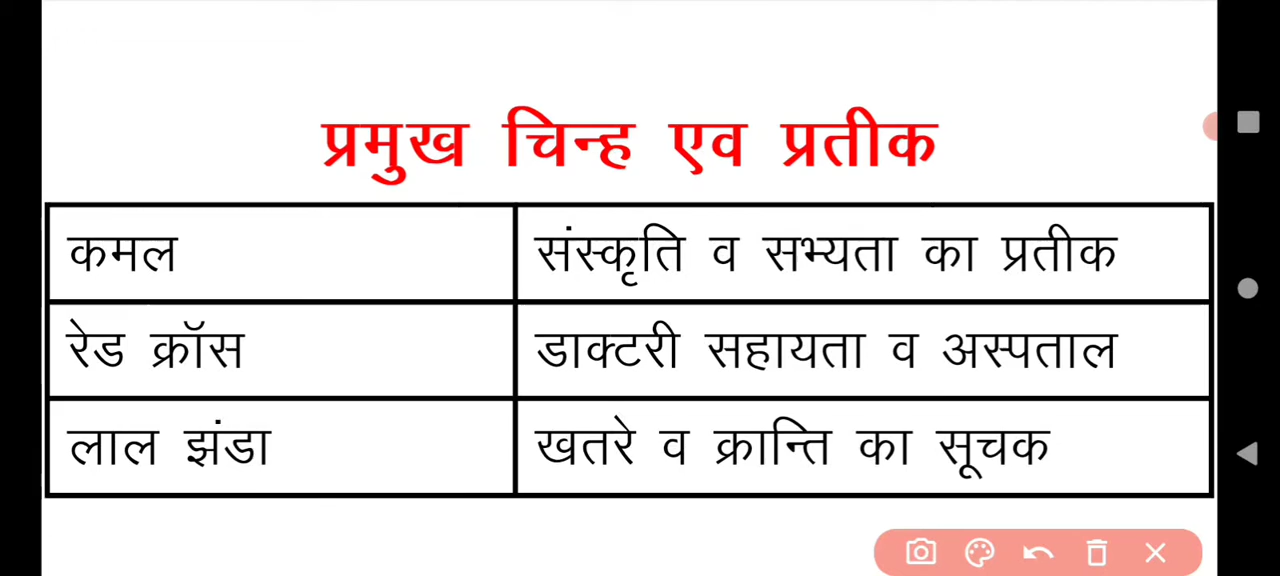 प्रमुख चिन्ह एव प्रतीक
कमल संस्कृति व सभ्यता का प्रतीक
रेड क्रॉस डाक्टरी सहायता व अस्पताल
लाल झंडा खतरे व क्रान्ति का सूचक